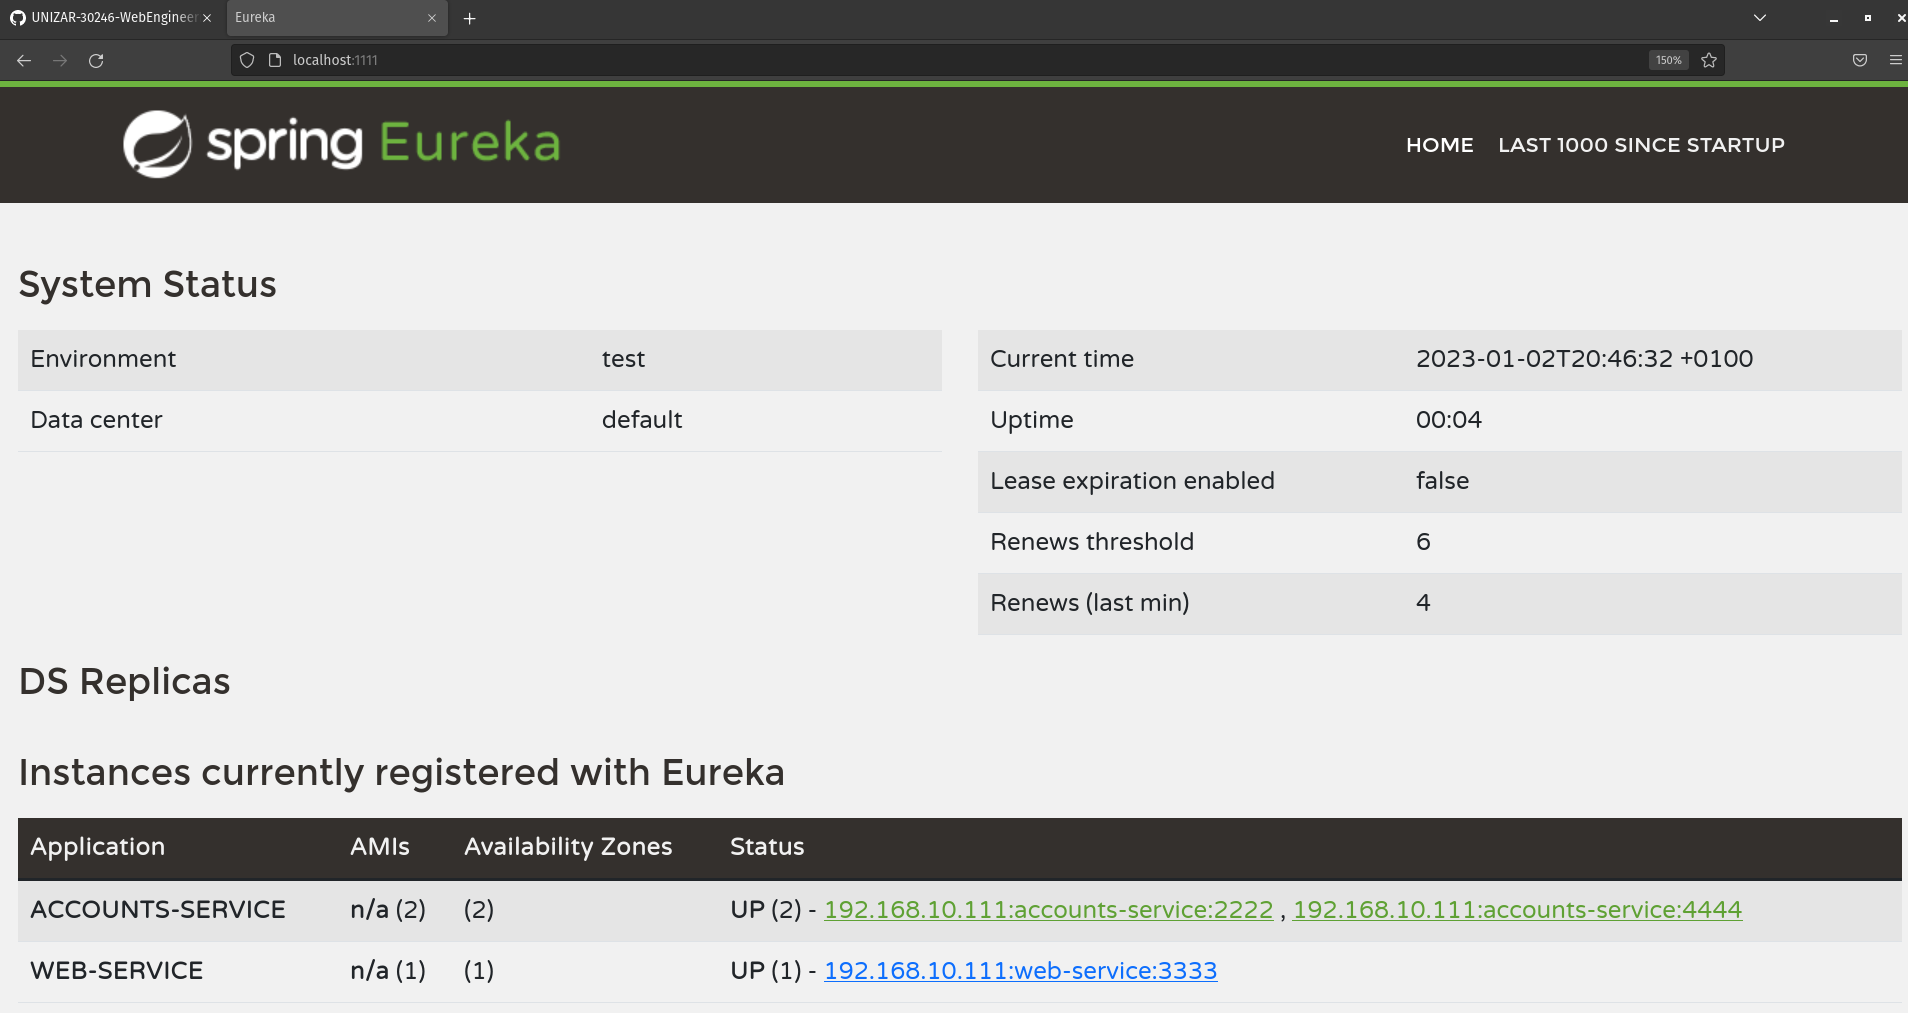 UNIZAR-30246-WebEngineer
Eureka
localhost:1111
150%
spring Eureka
HOME LAST 1000 SINCE STARTUP
System Status
Environment test
Data center default
Current time 2023-01-02T20:46:32 +0100
Uptime 00:04
Lease expiration enabled false
Renews threshold 6
Renews (last min) 4
DS Replicas
Instances currently registered with Eureka
Application AMIs Availability Zones Status
ACCOUNTS-SERVICE n/a (2) (2) UP (2) - 192.168.10.111:accounts-service:2222 , 192.168.10.111:accounts-service:4444
WEB-SERVICE n/a (1) (1) UP (1) - 192.168.10.111:web-service:3333